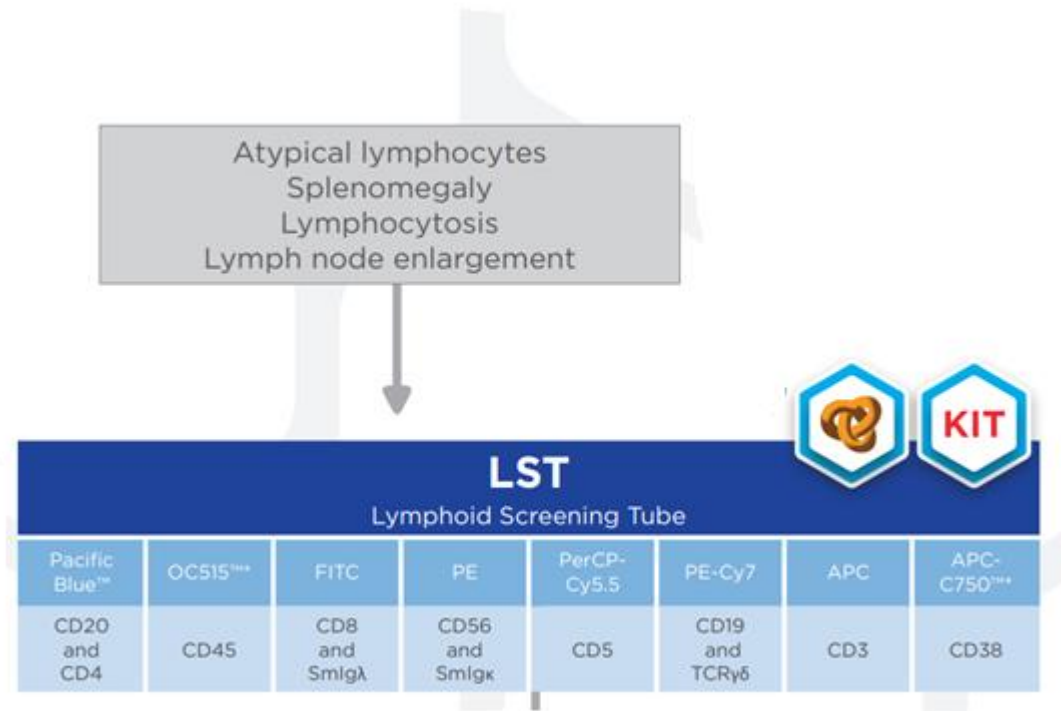 Atypical lymphocytes
Splenomegaly
Lymphocytosis
Lymph node enlargement
KIT
LST
Lymphoid Screening Tube
Pacific
Blue™
OC515™*
FITC
PE
PerCP-
Cy5.5
PE-Cy7
APC
APC-
C750™*
CD20
and
CD4
CD45
CD8
and
SmIgλ
CD56
and
SmIgκ
CD5
CD19
and
TCRγδ
CD3
CD38